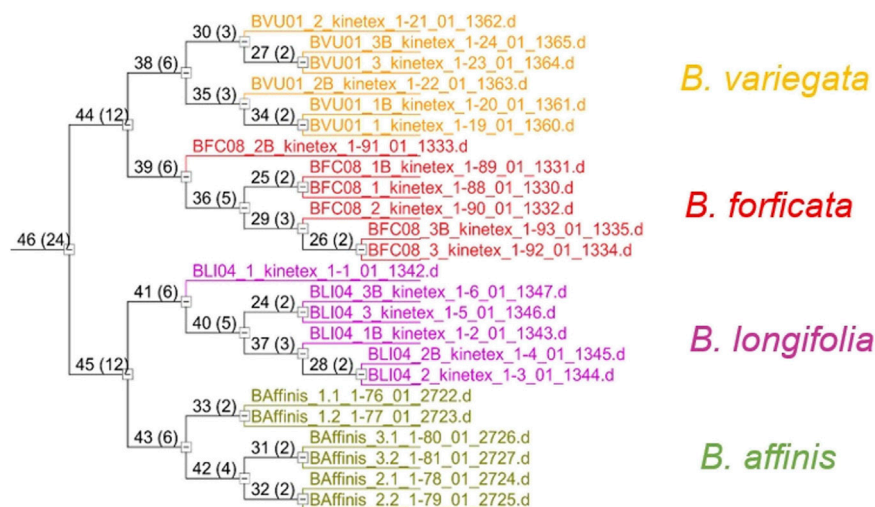 BVU01_2_kinetex_1-21_01_1362.d
30 (3)
BVU01_3B_kinetex_1-24_01_1365.d
27 (2)
38 (6)
BVU01_3_kinetex_1-23_01_1364.d
BVU01_2B_kinetex_1-22_01_1363.d
B. variegata
35 (3)
BVU01_1B_kinetex_1-20_01_1361.d
34 (2)
44 (12)
BVU01_1_kinetex_1-19_01_1360.d
BFC08_2B_kinetex_1-91_01_1333.d
39 (6)
BFC08_1B_kinetex_1-89_01_1331.d
25 (2)
BFC08_1_kinetex_1-88_01_1330.d
36 (5)
BFC08_2_kinetex_1-90_01_1332.d
B. forficata
29 (3)
BFC08_3B_kinetex_1-93_01_1335.d
26 (2)
46 (24)
BFC08_3_kinetex_1-92_01_1334.d
BLI04_1_kinetex_1-1_01_1342.d
41 (6)
BLI04_3B_kinetex_1-6_01_1347.d
24 (2)
BLI04_3_kinetex_1-5_01_1346.d
40 (5)
BLI04_1B_kinetex_1-2_01_1343.d
B. longifolia
37 (3)
BLI04_2B_kinetex_1-4_01_1345.d
28 (2)
45 (12)
BLI04_2_kinetex_1-3_01_1344.d
BAffinis_1.1_1-76_01_2722.d
33 (2)
BAffinis_1.2_1-77_01_2723.d
43 (6)
BAffinis_3.1_1-80_01_2726.d
31 (2)
BAffinis_3.2_1-81_01_2727.d
B. affinis
42 (4)
BAffinis_2.1_1-78_01_2724.d
32 (2)
BAffinis_2.2_1-79_01_2725.d